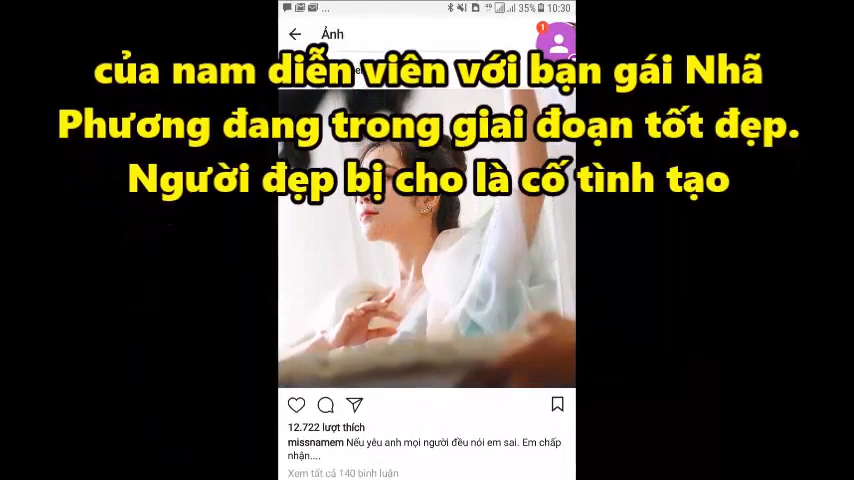 35% 10:30
Ảnh
1
của nam diễn viên với bạn gái Nhã
Phương đang trong giai đoạn tốt đẹp.
Người đẹp bị cho là cố tình tạo
12.722 lượt thích
missnamem Nếu yêu anh mọi người đều nói em sai. Em chấp
nhận....
Xem tất cả 140 bình luận